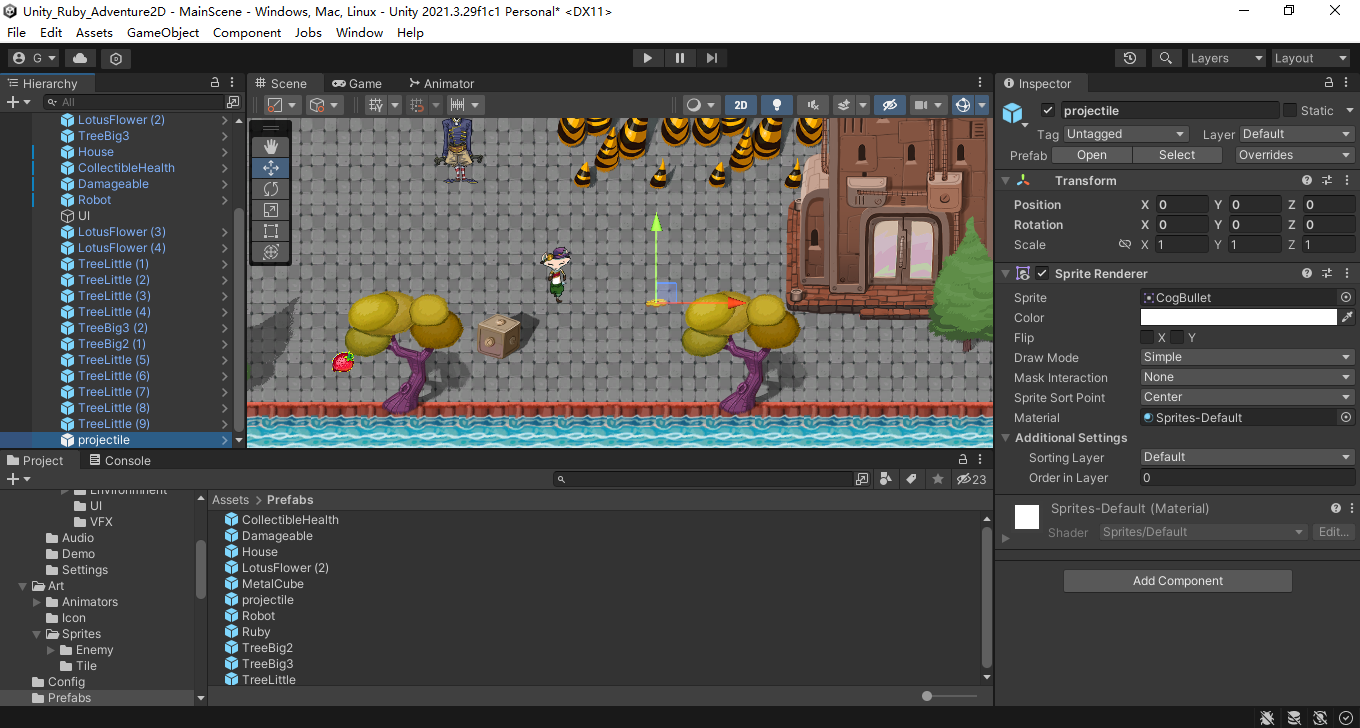 Unity_Ruby_Adventure2D - MainScene - Windows, Mac, Linux - Unity 2021.3.29f1c1 Personal* <DX11>
File Edit Assets GameObject Component Jobs Window Help
G Layers Layout
Hierarchy
All
LotusFlower (2)
TreeBig3
House
CollectibleHealth
Damageable
Robot
UI
LotusFlower (3)
LotusFlower (4)
TreeLittle (1)
TreeLittle (2)
TreeLittle (3)
TreeLittle (4)
TreeBig3 (2)
TreeBig2 (1)
TreeLittle (5)
TreeLittle (6)
TreeLittle (7)
TreeLittle (8)
TreeLittle (9)
projectile
Scene Game Animator
2D
Inspector
projectile Static
Tag Untagged Layer Default
Prefab Open Select Overrides
Transform
Position X 0 Y 0 Z 0
Rotation X 0 Y 0 Z 0
Scale X 1 Y 1 Z 1
Sprite Renderer
Sprite CogBullet
Color
Flip X Y
Draw Mode Simple
Mask Interaction None
Sprite Sort Point Center
Material Sprites-Default
Additional Settings
Sorting Layer Default
Order in Layer 0
Sprites-Default (Material)
Shader Sprites/Default Edit...
Add Component
Project Console
23
Environment
UI
VFX
Audio
Demo
Settings
Art
Animators
Icon
Sprites
Enemy
Tile
Config
Prefabs
Assets > Prefabs
CollectibleHealth
Damageable
House
LotusFlower (2)
MetalCube
projectile
Robot
Ruby
TreeBig2
TreeBig3
TreeLittle